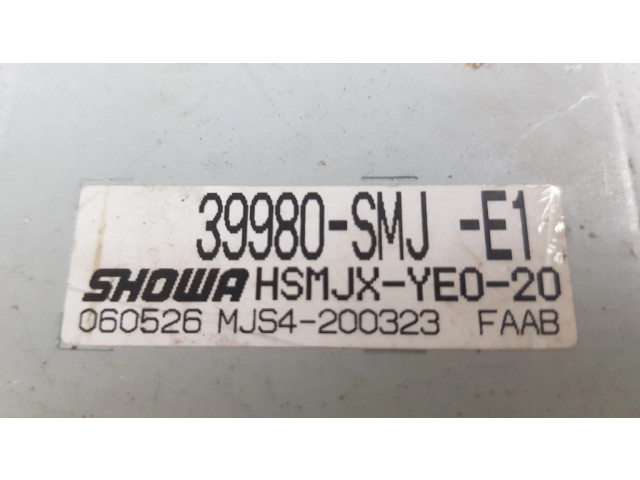 39980-SMJ -E1
SHOWA HSMJX-YE0-20
060526 MJS4-200323 FAAB